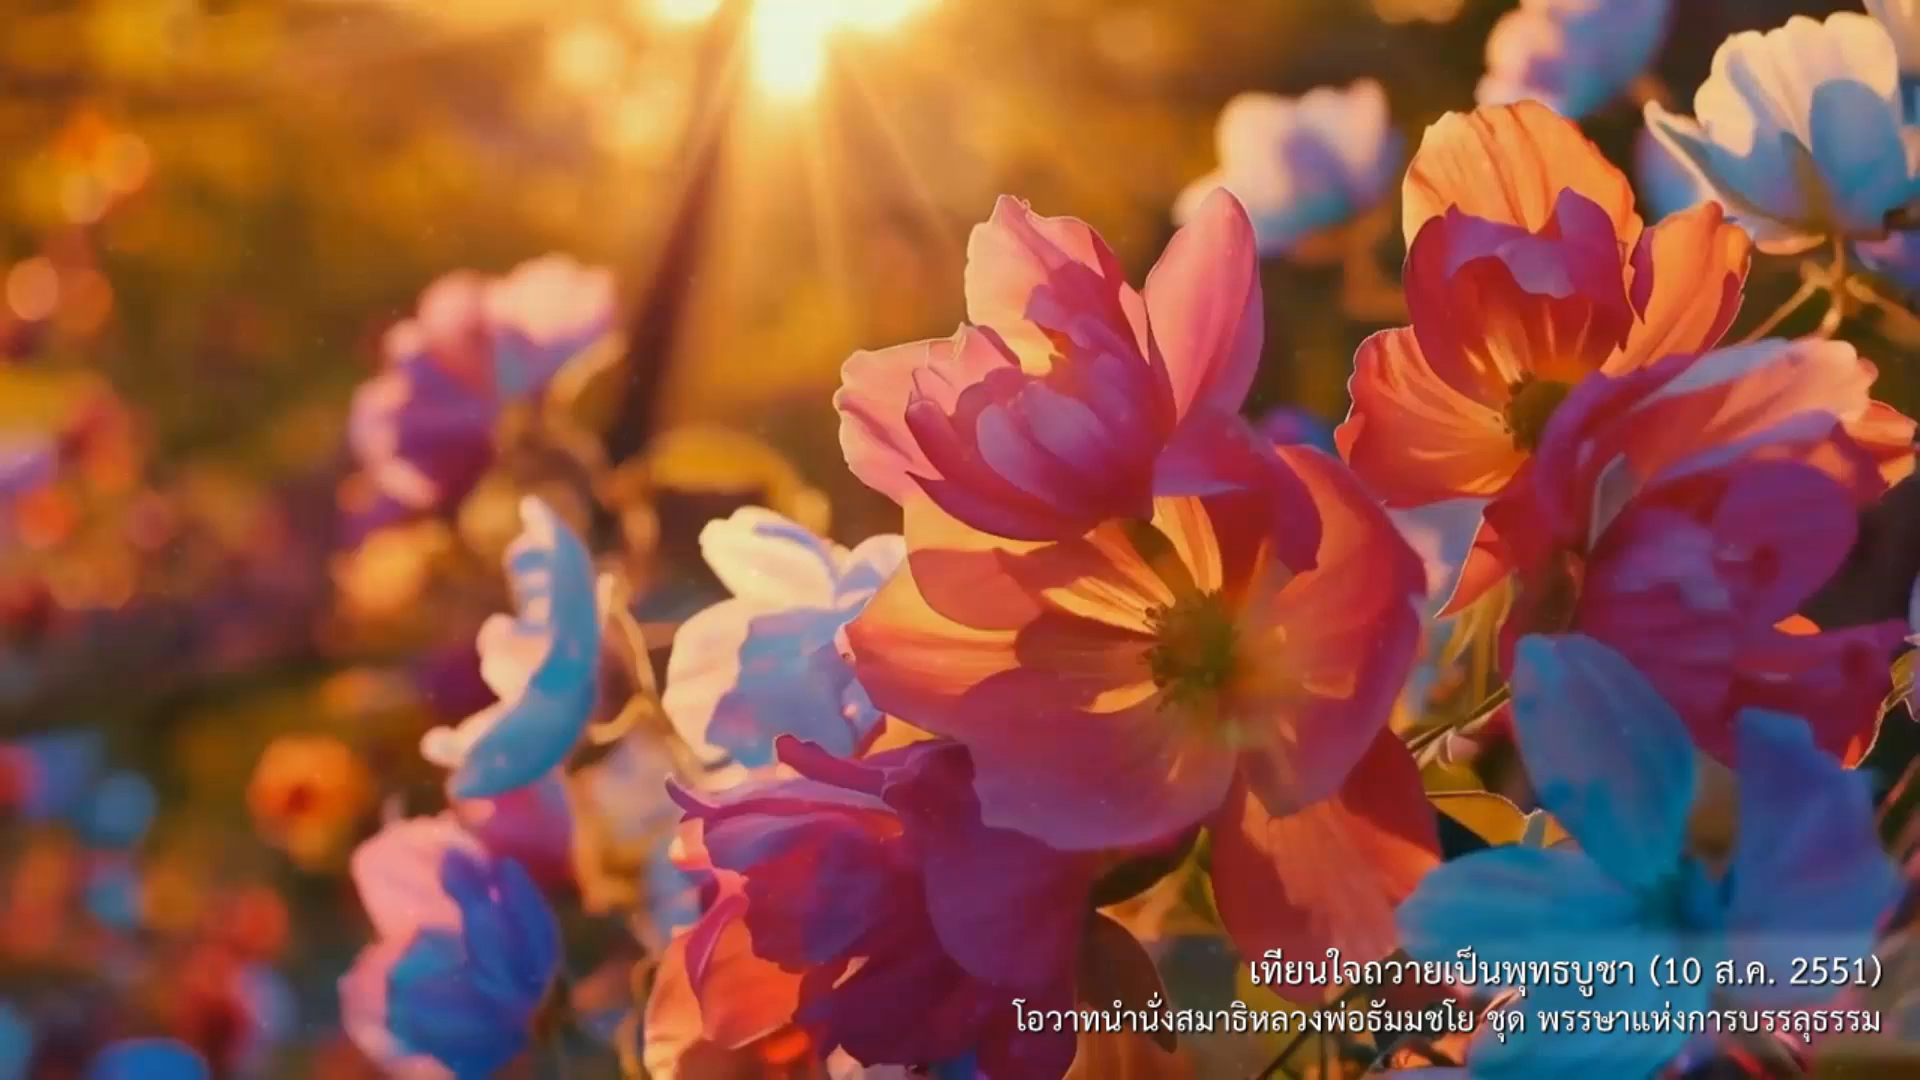 เทียนใจถวายเป็นพุทธบูชา (10 ส.ค. 2551)
โอวาทนำนั่งสมาธิหลวงพ่อธัมมชโย ชุด พรรษาแห่งการบรรลุธรรม